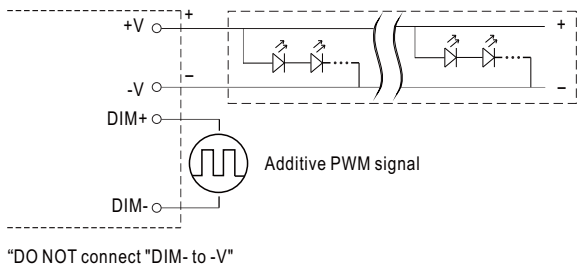 +V
+
+
–
-V
–
DIM+
Additive PWM signal
DIM-
“DO NOT connect "DIM- to -V"